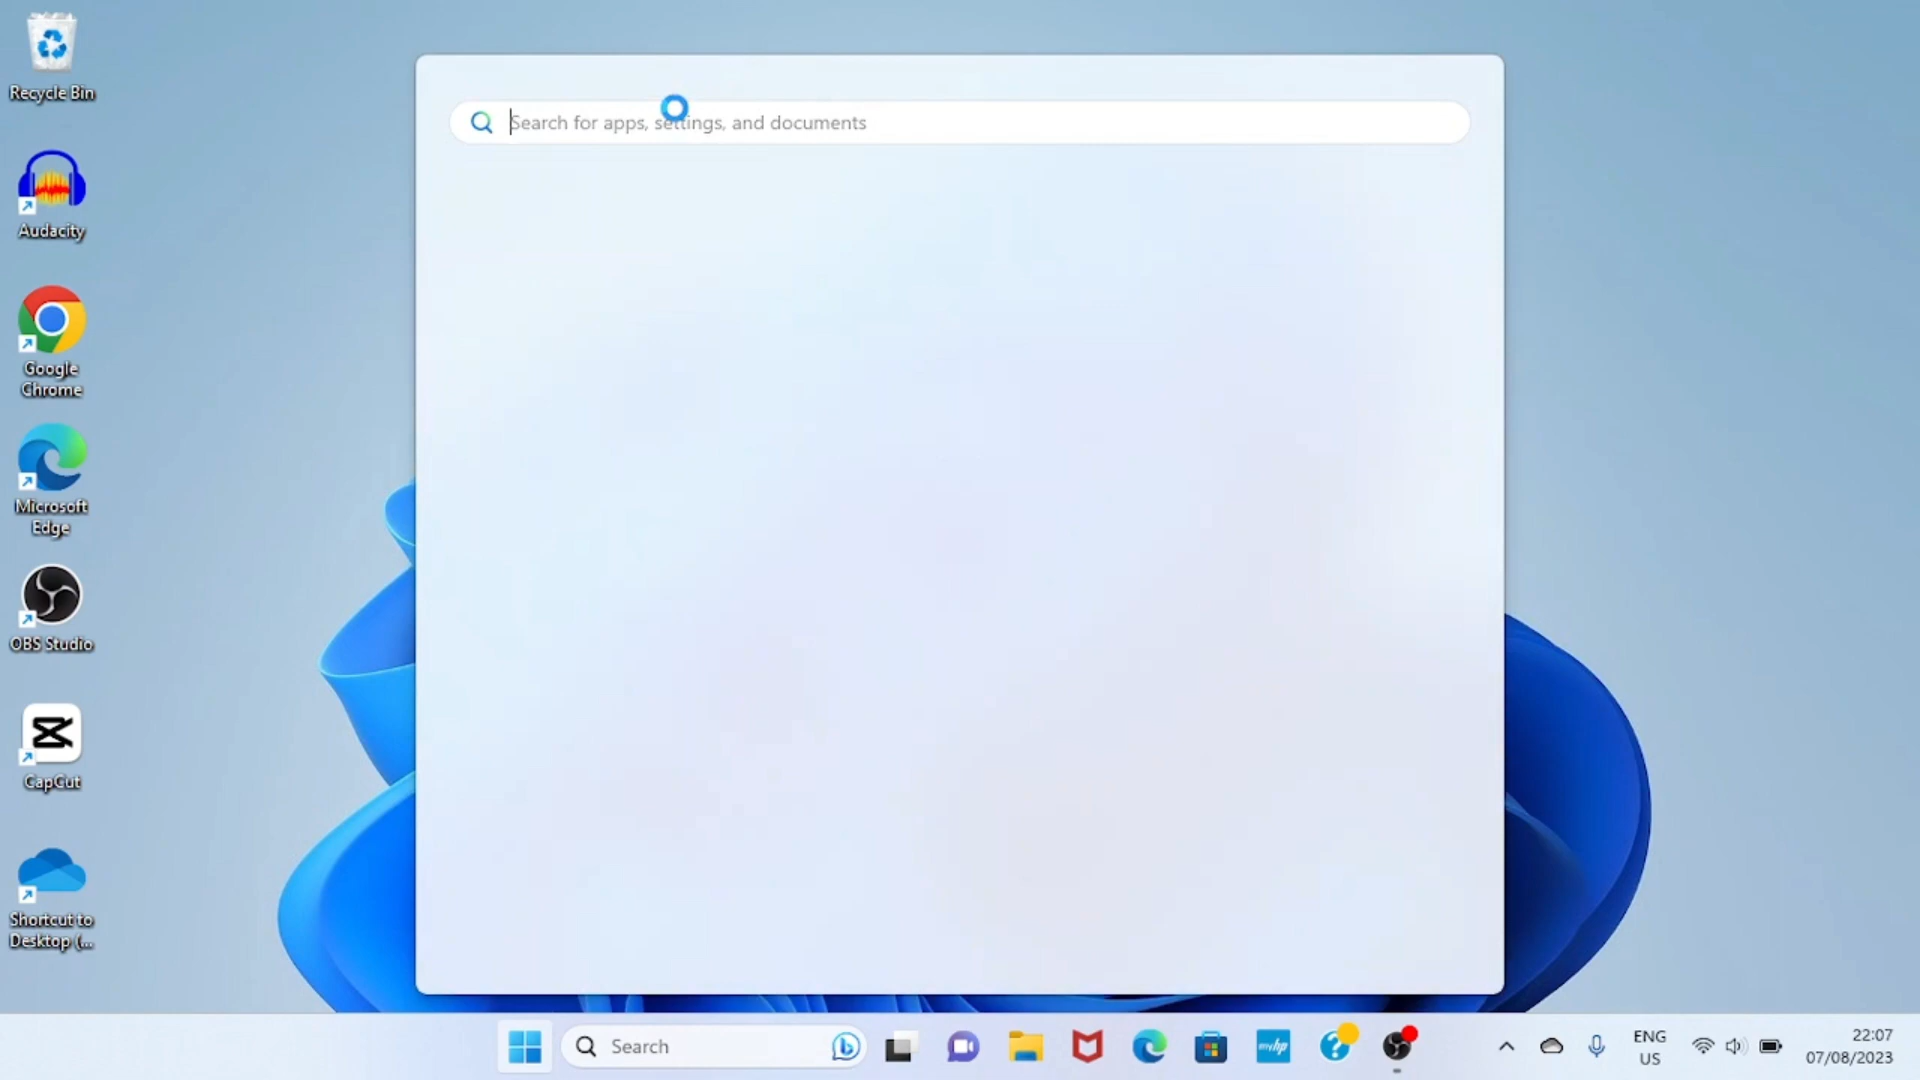 Recycle Bin
Audacity
Google
Chrome
Microsoft
Edge
OBS Studio
CapCut
Shortcut to
Desktop (...
Search for apps, settings, and documents
Search
myhp
ENG
US
22:07
07/08/2023